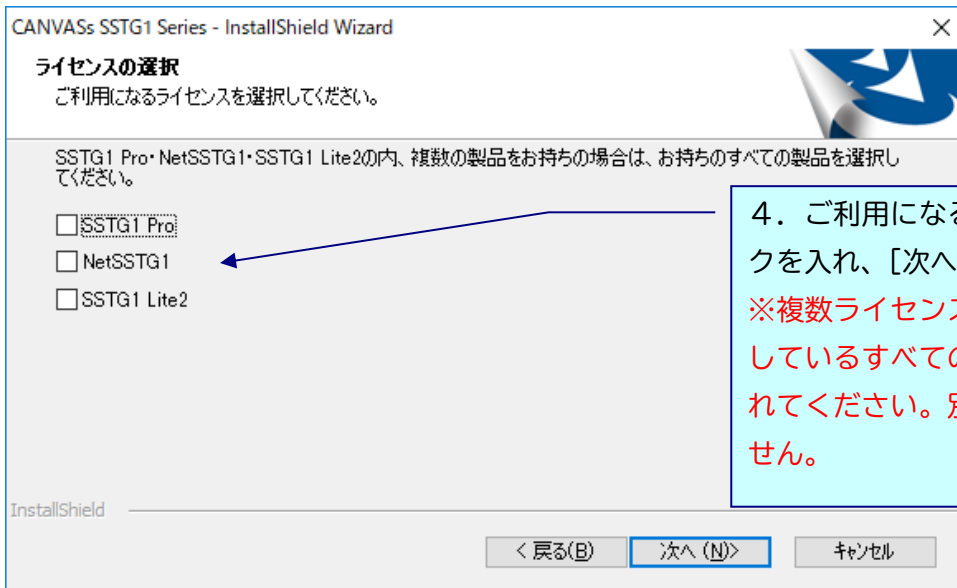 CANVASs SSTG1 Series - InstallShield Wizard
ライセンスの選択
ご利用になるライセンスを選択してください。
SSTG1 Pro・NetSSTG1・SSTG1 Lite2の内、複数の製品をお持ちの場合は、お持ちのすべての製品を選択し
てください。
SSTG1 Pro
NetSSTG1
SSTG1 Lite2
4．ご利用になる
クを入れ、[次へ
※複数ライセンス
しているすべての
れてください。別
せん。
InstallShield
< 戻る(B)
次へ (N)>
キャンセル